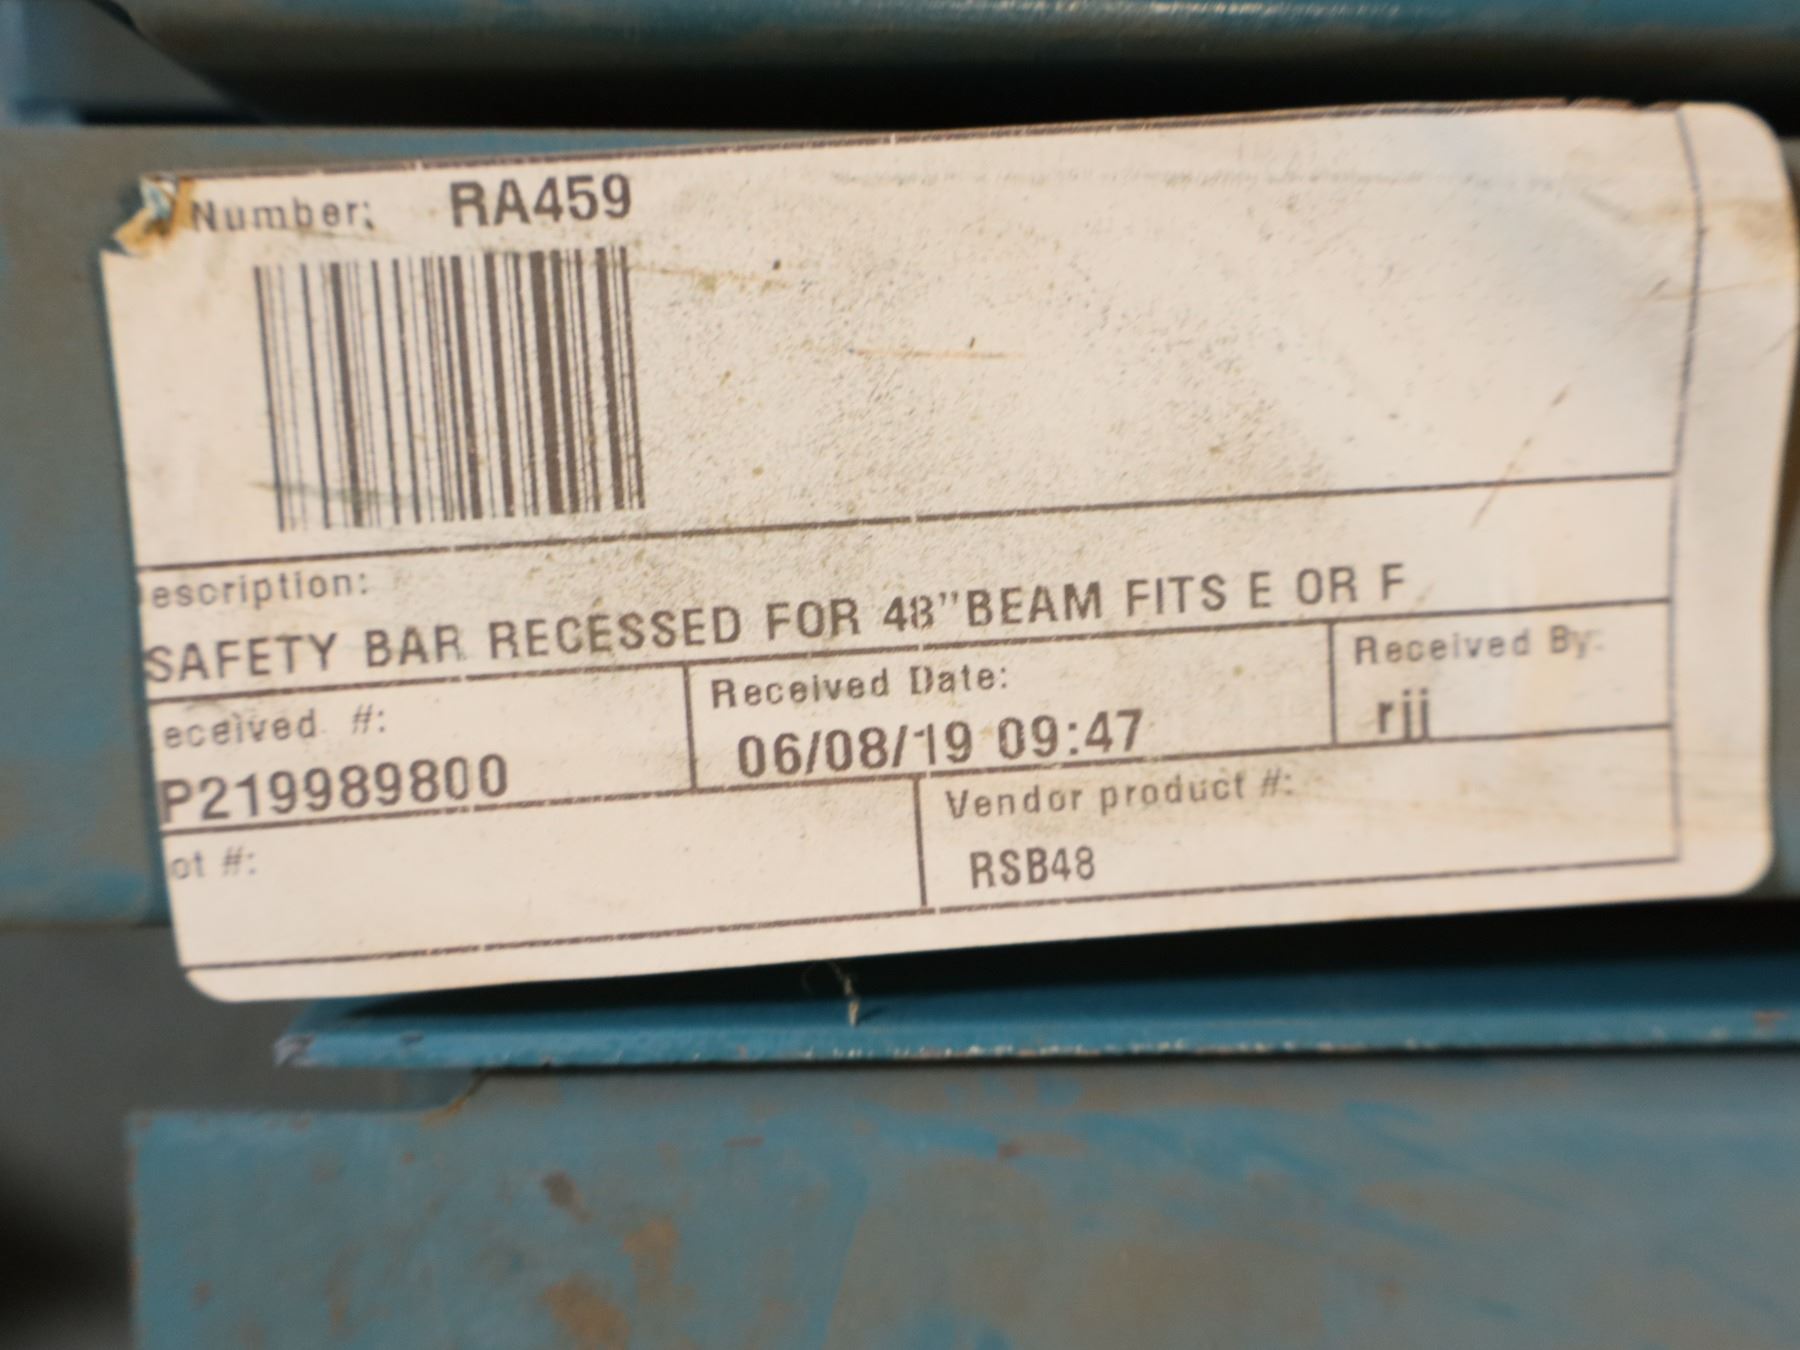 Number: RA459
escription:
SAFETY BAR RECESSED FOR 48"BEAM FITS E OR F
eceived #:
P219989800
Received Date:
06/08/19 09:47
Received By:
rjj
ot #:
Vendor product #:
RSB48